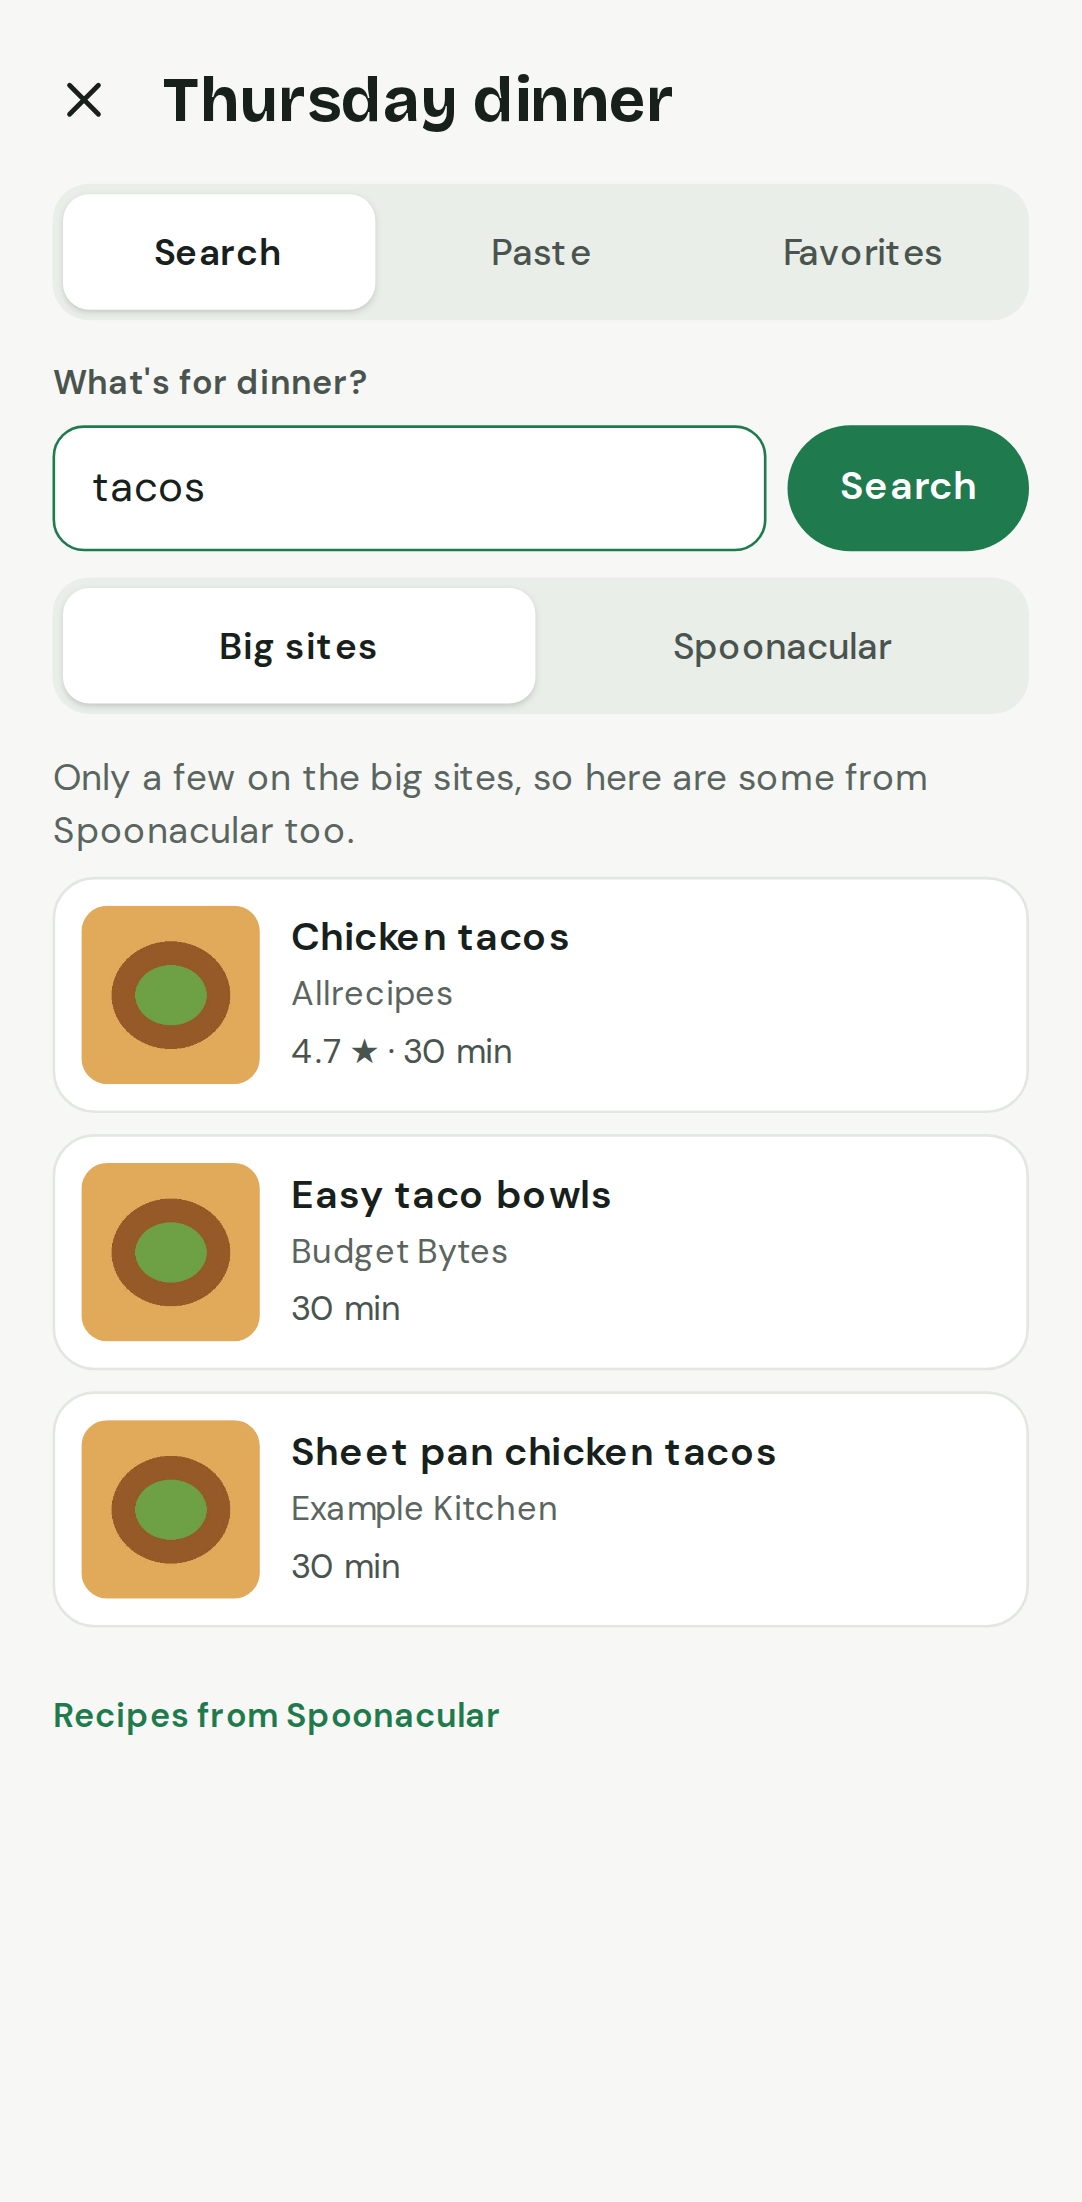 Thursday dinner
Search Paste Favorites
What's for dinner?
tacos Search
Big sites Spoonacular
Only a few on the big sites, so here are some from
Spoonacular too.
Chicken tacos
Allrecipes
4.7 ★ · 30 min
Easy taco bowls
Budget Bytes
30 min
Sheet pan chicken tacos
Example Kitchen
30 min
Recipes from Spoonacular